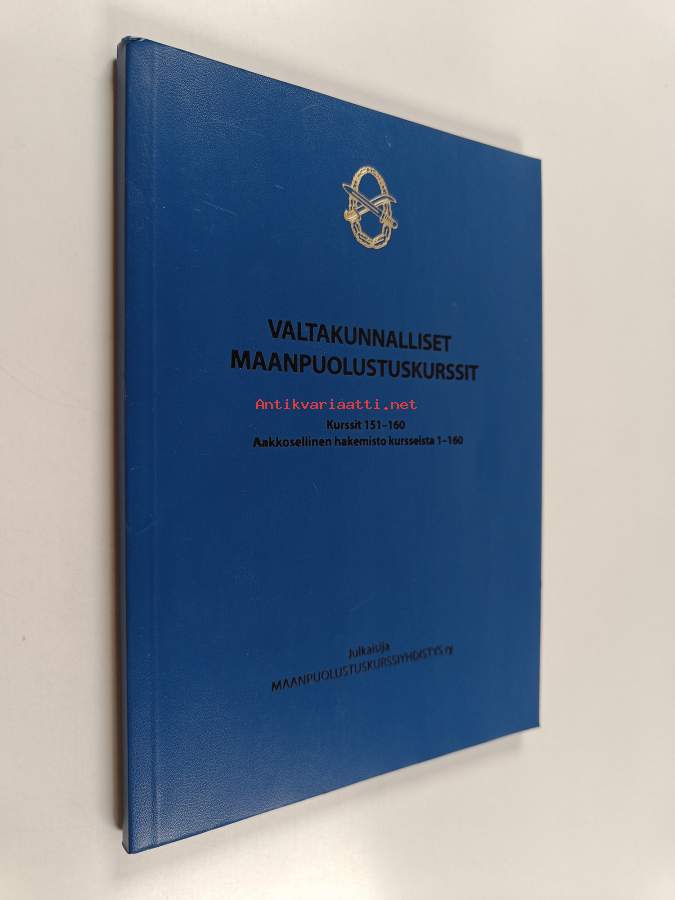 VALTAKUNNALLISET
MAANPUOLUSTUSKURSSIT
Antikvariaatti.net
Kurssit 151–160
Aakkosellinen hakemisto kursseista 1–160
Julkaisija
MAANPUOLUSTUSKURSSIYHDISTYS ry